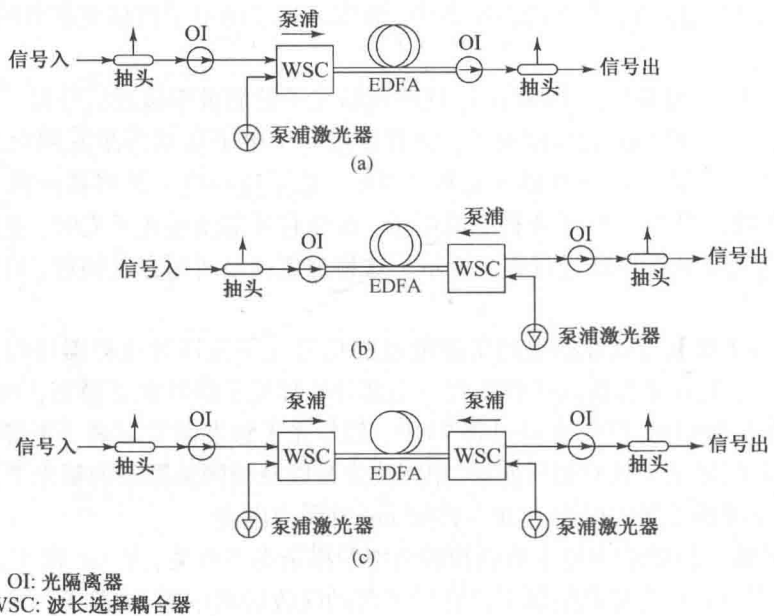 泵浦
OI
OI
信号入
WSC
信号出
抽头
EDFA
抽头
泵浦激光器
(a)
泵浦
OI
OI
信号入
WSC
信号出
抽头
EDFA
抽头
泵浦激光器
(b)
泵浦
泵浦
OI
OI
信号入
WSC
WSC
信号出
抽头
EDFA
抽头
泵浦激光器
泵浦激光器
(c)
OI: 光隔离器
WSC: 波长选择耦合器